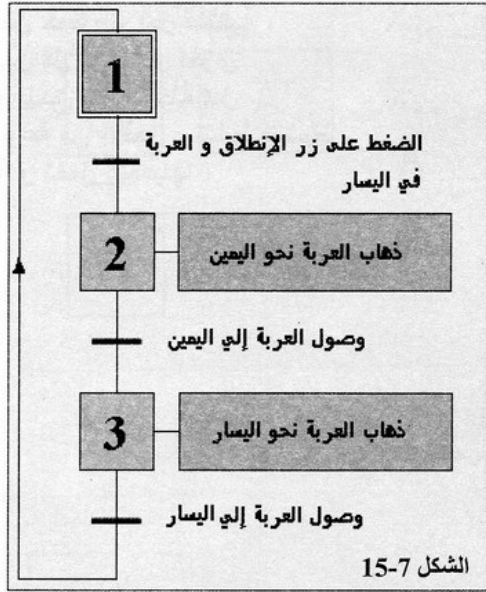 1
الضغط على زر الإنطلاق و العربة
في اليسار
2
ذهاب العربة نحو اليمين
وصول العربة إلي اليمين
3
ذهاب العربة نحو اليسار
وصول العربة إلي اليسار
الشكل 7-15